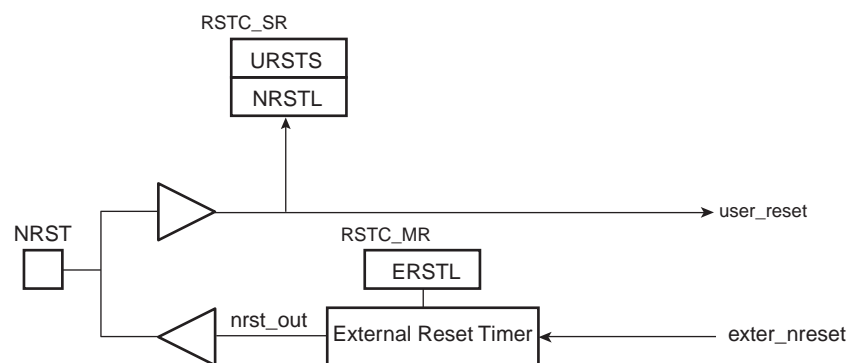 RSTC_SR
URSTS
NRSTL
user_reset
NRST
RSTC_MR
ERSTL
nrst_out
External Reset Timer
exter_nreset